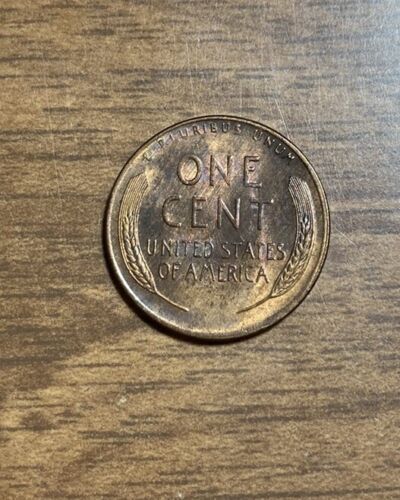 E PLURIBUS UNUM
ONE
CENT
UNITED STATES
OF AMERICA